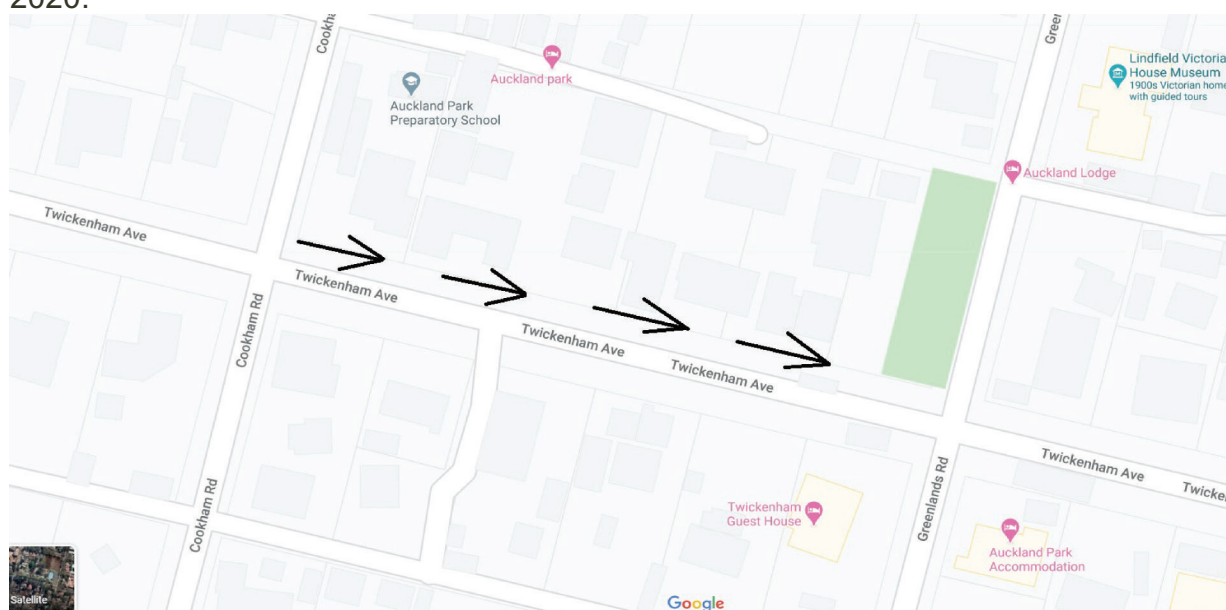 2020.
Auckland park
Auckland Park
Preparatory School
Lindfield Victoria
House Museum
1900s Victorian home
with guided tours
Auckland Lodge
Twickenham Ave
Twickenham Ave
Twickenham Ave
Twickenham Ave
Twickenham Ave
Cookham Rd
Cookham Rd
Greenlands Rd
Twickenham
Guest House
Auckland Park
Accommodation
Satellite
Google